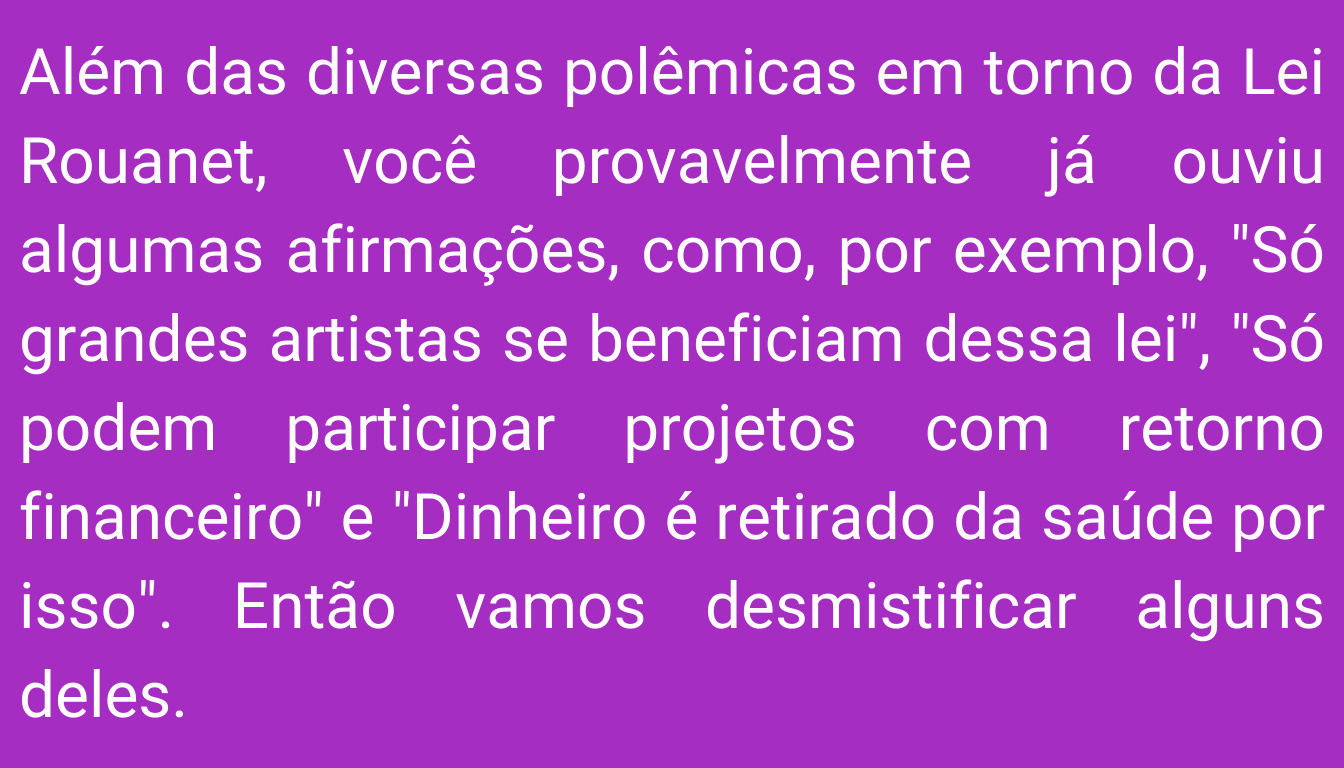 Além das diversas polêmicas em torno da Lei
Rouanet, você provavelmente já ouviu
algumas afirmações, como, por exemplo, "Só
grandes artistas se beneficiam dessa lei", "Só
podem participar projetos com retorno
financeiro" e "Dinheiro é retirado da saúde por
isso". Então vamos desmistificar alguns
deles.